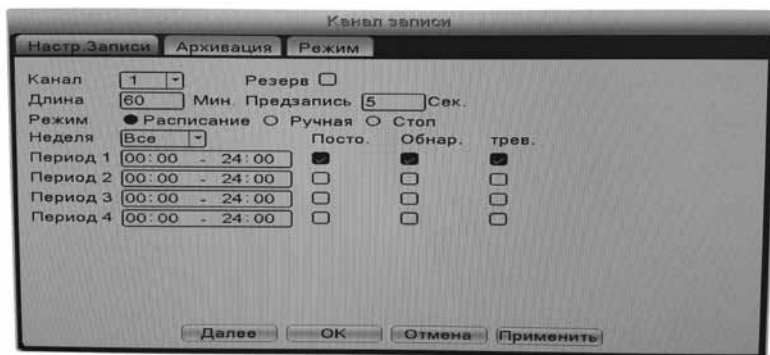 Канал записи
Настр.Записи Архивация Режим
Канал 1 Резерв
Длина 60 Мин. Предзапись 5 Сек.
Режим Расписание Ручная Стоп
Неделя Все Посто. Обнар. трев.
Период 1 00:00 - 24:00
Период 2 00:00 - 24:00
Период 3 00:00 - 24:00
Период 4 00:00 - 24:00
Далее ОК Отмена Применить